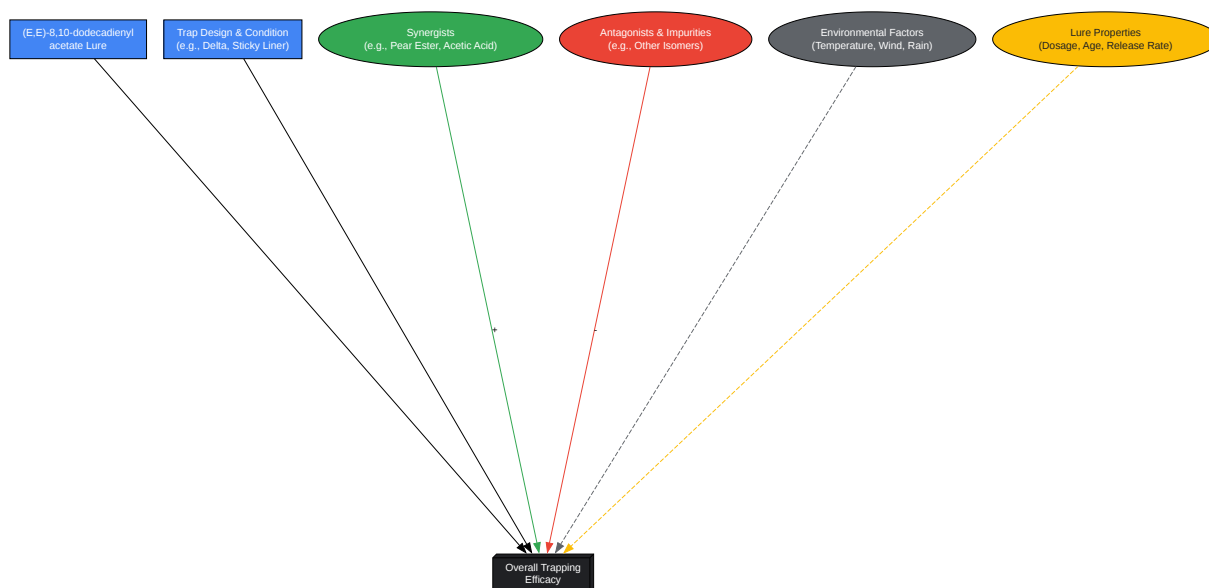 (E,E)-8,10-dodecadienyl
acetate Lure
Trap Design & Condition
(e.g., Delta, Sticky Liner)
Synergists
(e.g., Pear Ester, Acetic Acid)
Antagonists & Impurities
(e.g., Other Isomers)
Environmental Factors
(Temperature, Wind, Rain)
Lure Properties
(Dosage, Age, Release Rate)
+
-
Overall Trapping
Efficacy